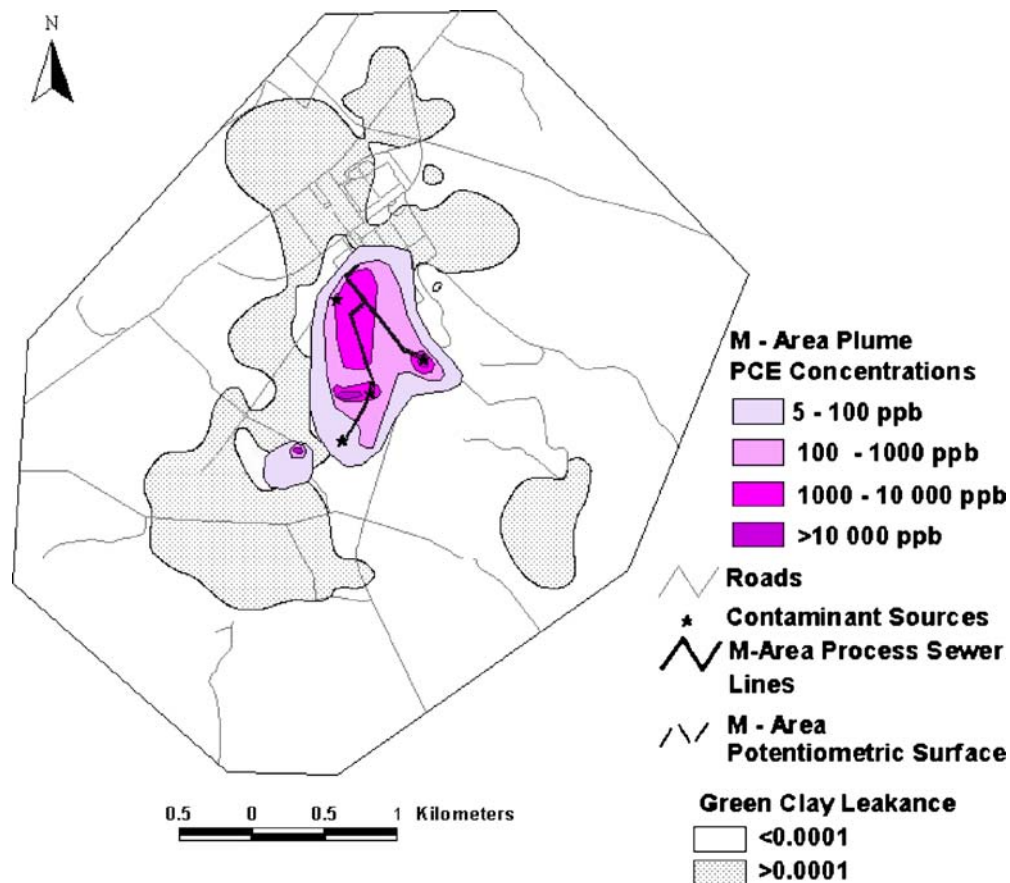 N
M - Area Plume
PCE Concentrations
5 - 100 ppb
100 - 1000 ppb
1000 - 10 000 ppb
>10 000 ppb
Roads
Contaminant Sources
M-Area Process Sewer
Lines
M - Area
Potentiometric Surface
Green Clay Leakance
<0.0001
>0.0001
0.5 0 0.5 1 Kilometers